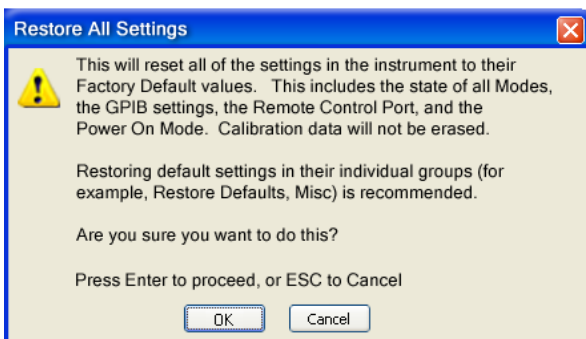 Restore All Settings
This will reset all of the settings in the instrument to their
Factory Default values. This includes the state of all Modes,
the GPIB settings, the Remote Control Port, and the
Power On Mode. Calibration data will not be erased.
Restoring default settings in their individual groups (for
example, Restore Defaults, Misc) is recommended.
Are you sure you want to do this?
Press Enter to proceed, or ESC to Cancel
OK
Cancel